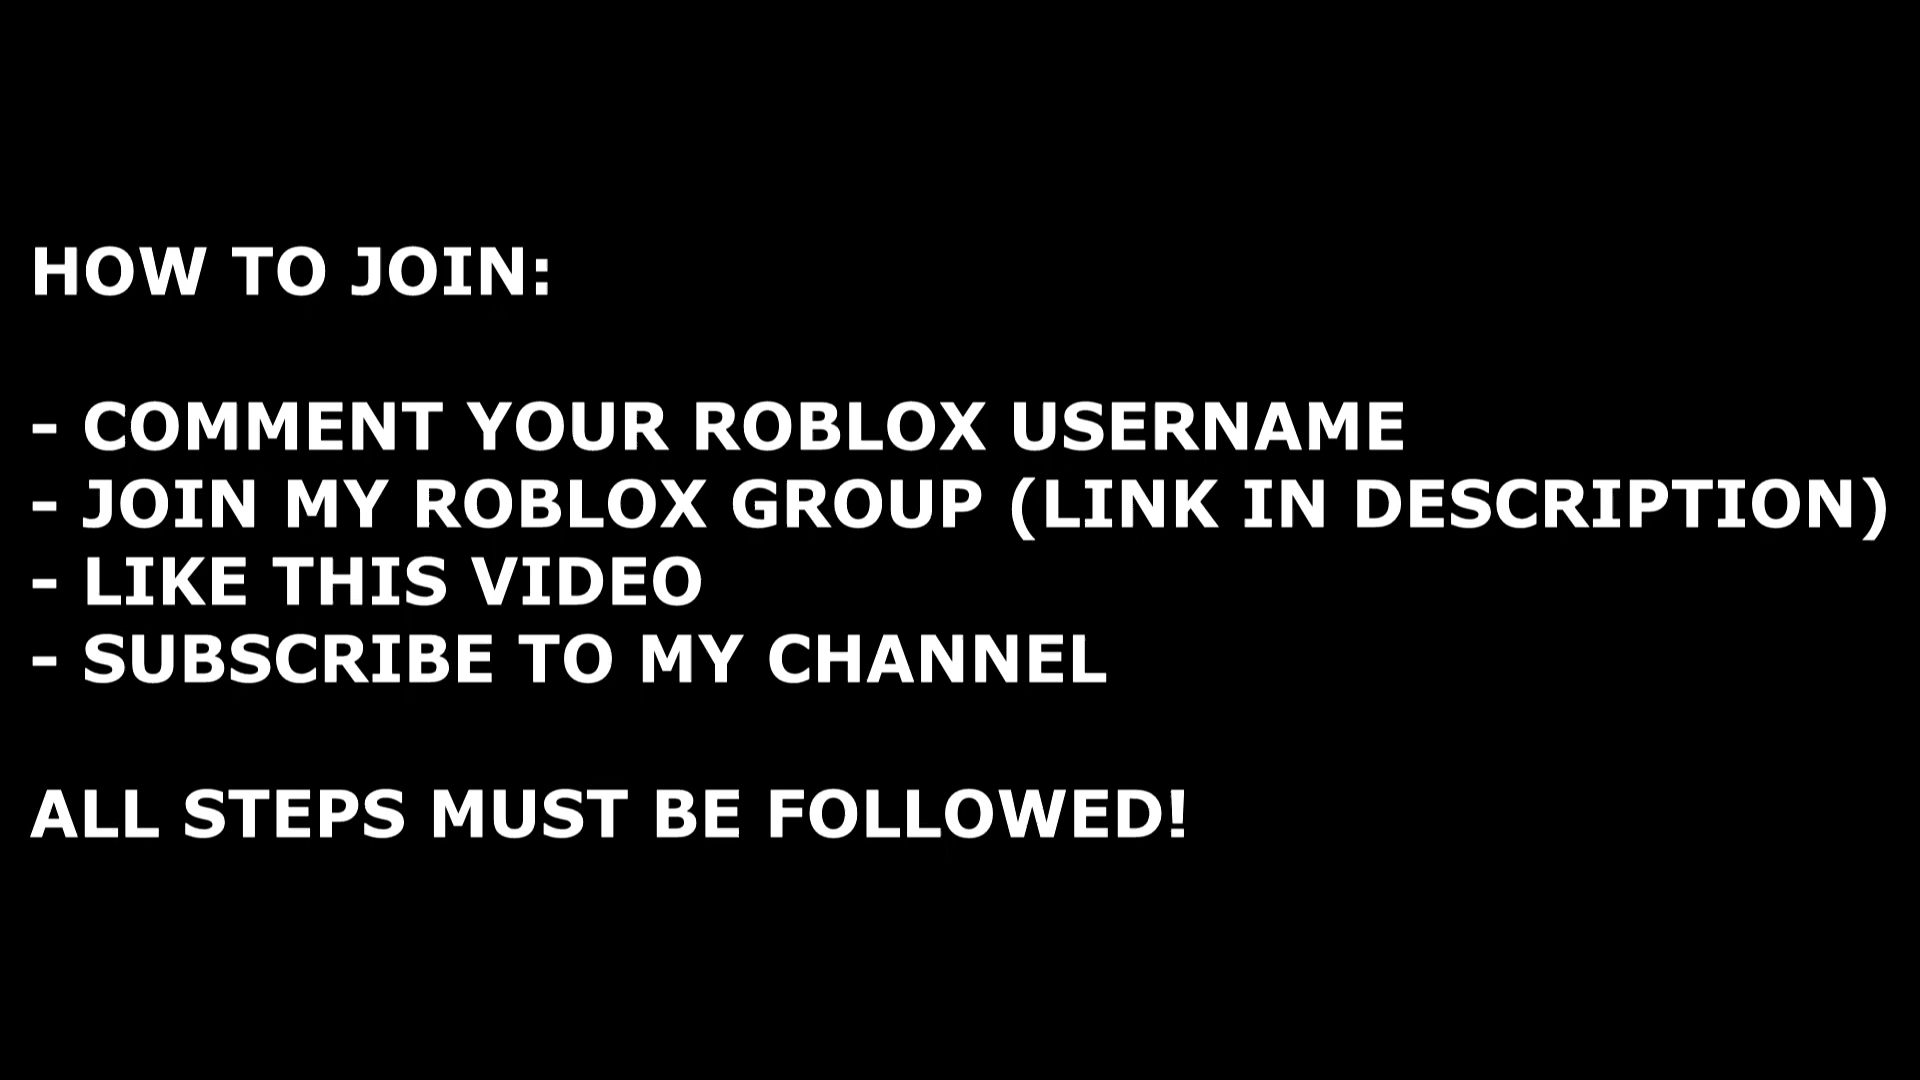 HOW TO JOIN:
- COMMENT YOUR ROBLOX USERNAME
- JOIN MY ROBLOX GROUP (LINK IN DESCRIPTION)
- LIKE THIS VIDEO
- SUBSCRIBE TO MY CHANNEL
ALL STEPS MUST BE FOLLOWED!